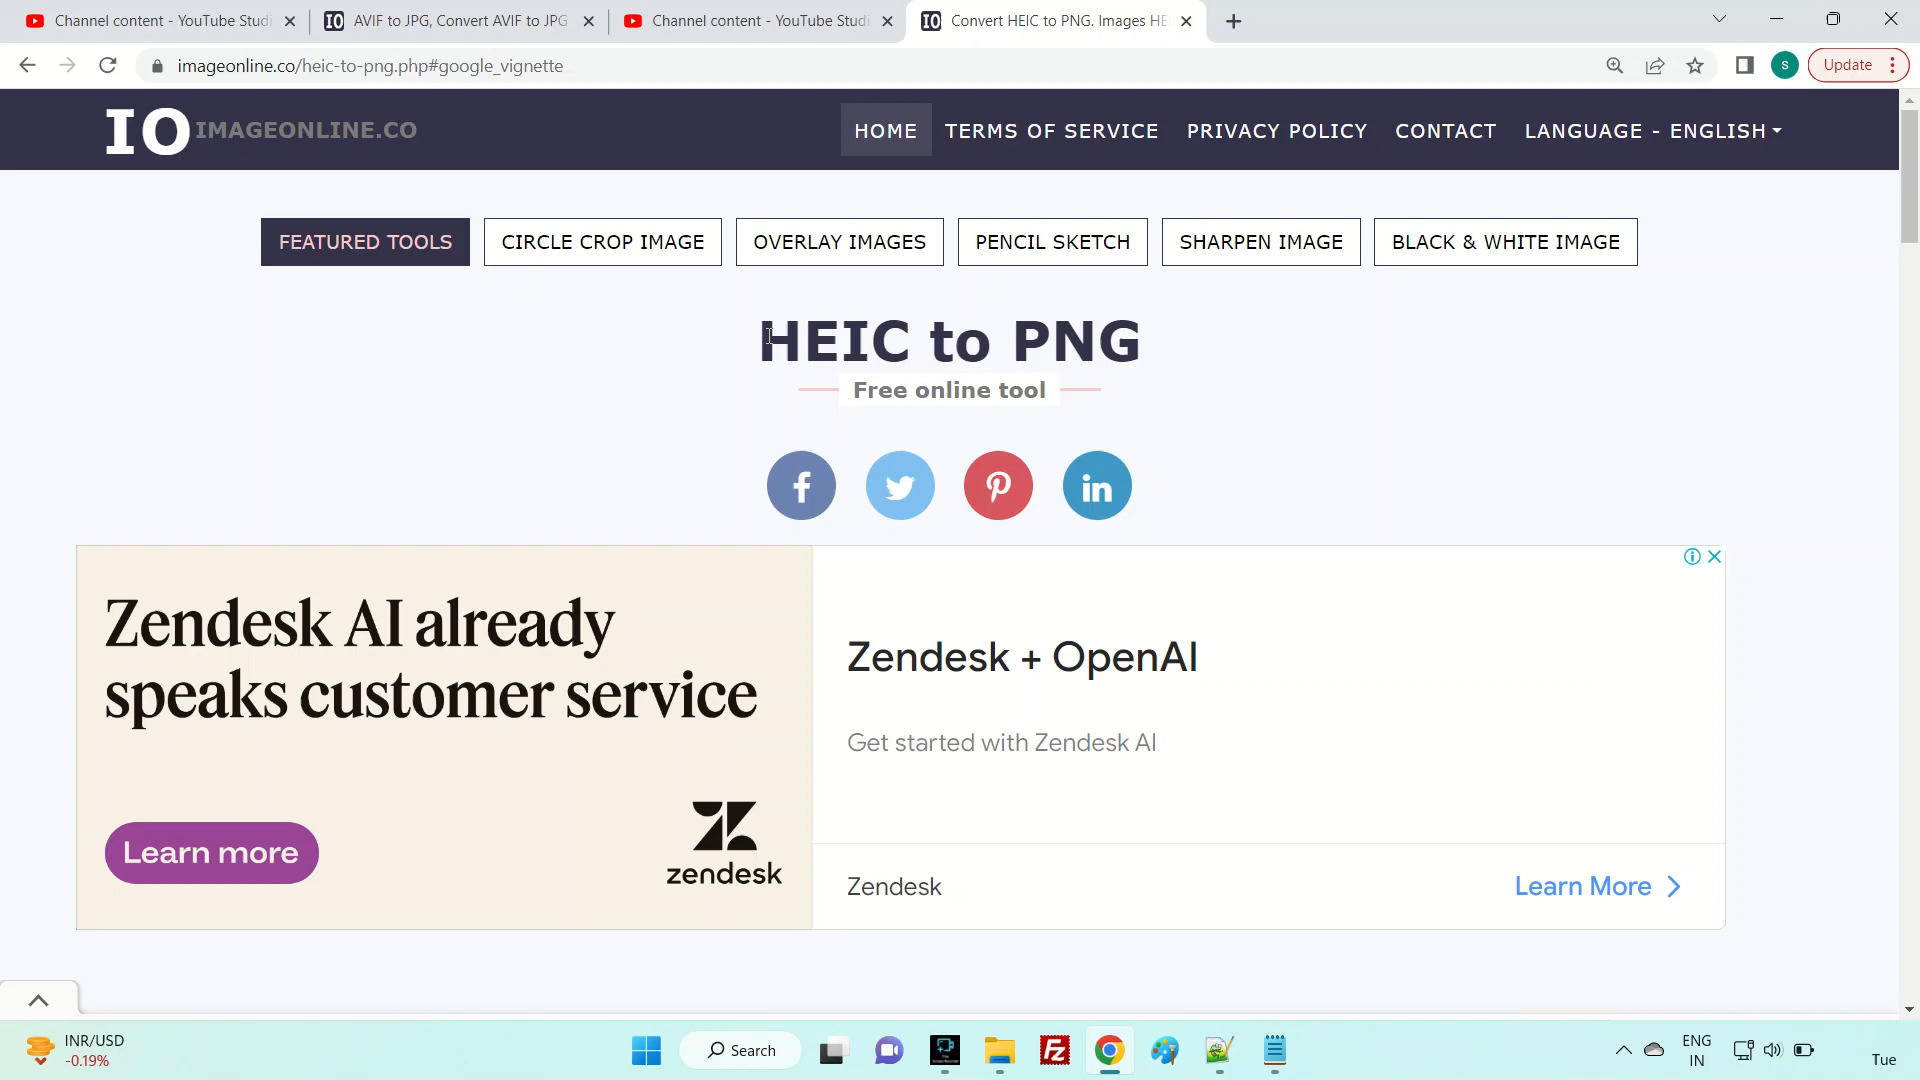 Channel content - YouTube Studi
AVIF to JPG, Convert AVIF to JPG
Channel content - YouTube Studi
Convert HEIC to PNG. Images HE
imageonline.co/heic-to-png.php#google_vignette
S
Update
IO IMAGEONLINE.CO
HOME
TERMS OF SERVICE
PRIVACY POLICY
CONTACT
LANGUAGE - ENGLISH
FEATURED TOOLS
CIRCLE CROP IMAGE
OVERLAY IMAGES
PENCIL SKETCH
SHARPEN IMAGE
BLACK & WHITE IMAGE
HEIC to PNG
Free online tool
Zendesk AI already
speaks customer service
Learn more
zendesk
Zendesk + OpenAI
Get started with Zendesk AI
Zendesk
Learn More
INR/USD
-0.19%
Search
ENG
IN
Tue